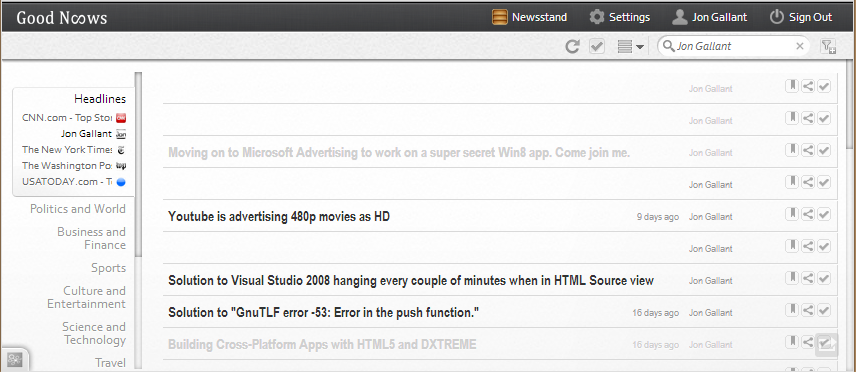 Good Noows
Newsstand
Settings
Jon Gallant
Sign Out
Jon Gallant
Headlines
CNN.com - Top Stor
Jon Gallant
The New York Times
The Washington Po
USATODAY.com - T
Politics and World
Business and
Finance
Sports
Culture and
Entertainment
Science and
Technology
Travel
Jon Gallant
Jon Gallant
Moving on to Microsoft Advertising to work on a super secret Win8 app. Come join me.
Jon Gallant
Youtube is advertising 480p movies as HD 9 days ago Jon Gallant
Jon Gallant
Solution to Visual Studio 2008 hanging every couple of minutes when in HTML Source view Jon Gallant
Solution to "GnuTLF error -53: Error in the push function." 16 days ago Jon Gallant
Building Cross-Platform Apps with HTML5 and DXTREME 16 days ago Jon Gallant